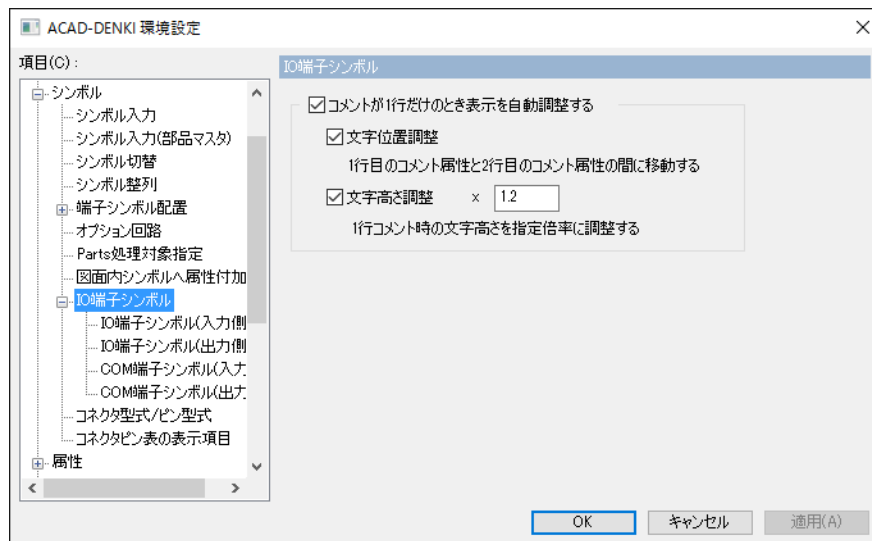 ACAD-DENKI 環境設定
項目(C) :
シンボル
シンボル入力
シンボル入力(部品マスタ)
シンボル切替
シンボル整列
端子シンボル配置
オプション回路
Parts処理対象指定
図面内シンボルへ属性付加
IO端子シンボル
IO端子シンボル(入力側
IO端子シンボル(出力側
COM端子シンボル(入力
COM端子シンボル(出力
コネクタ型式/ピン型式
コネクタピン表の表示項目
属性
IO端子シンボル
コメントが1行だけのとき表示を自動調整する
文字位置調整
1行目のコメント属性と2行目のコメント属性の間に移動する
文字高さ調整 x 1.2
1行コメント時の文字高さを指定倍率に調整する
OK キャンセル 適用(A)